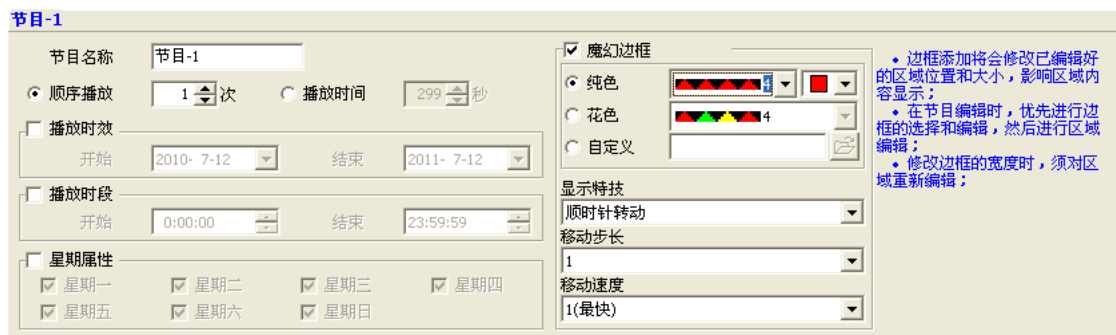 节目-1
节目名称 节目-1
顺序播放 1 次 播放时间 299 秒
播放时效
开始 2010- 7-12 结束 2011- 7-12
播放时段
开始 0:00:00 结束 23:59:59
星期属性
星期一 星期二 星期三 星期四
星期五 星期六 星期日
魔幻边框
纯色 4
花色 4
自定义
显示特技
顺时针转动
移动步长
1
移动速度
1(最快)
• 边框添加将会修改已编辑好
的区域位置和大小，影响区域内
容显示；
• 在节目编辑时，优先进行边
框的选择和编辑，然后进行区域
编辑；
• 修改边框的宽度时，须对区
域重新编辑；